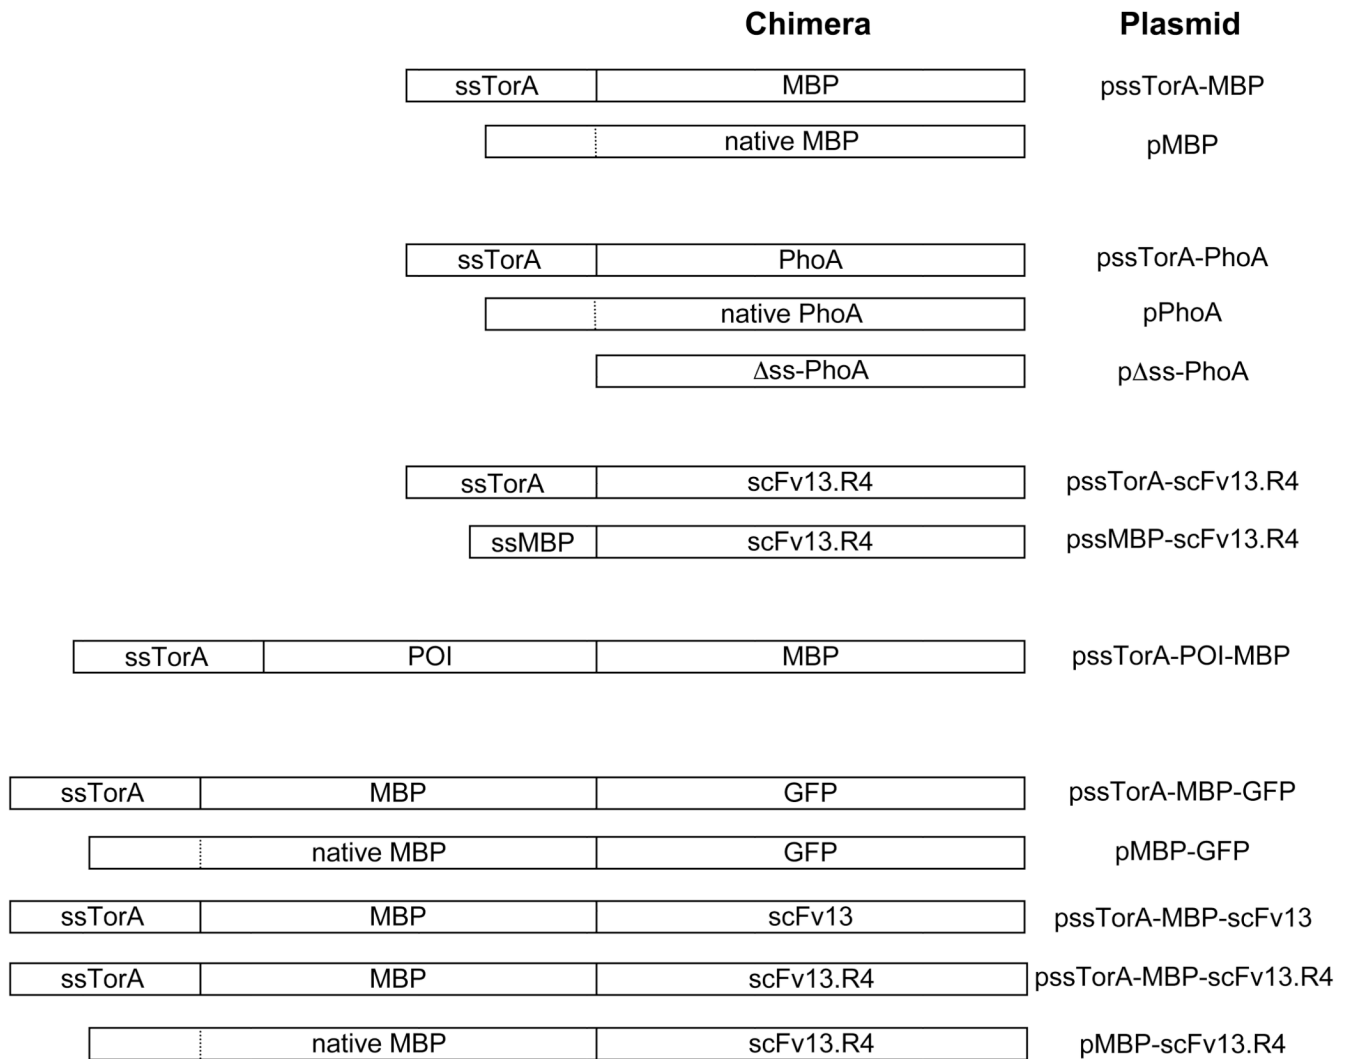 Chimera Plasmid
ssTorA MBP pssTorA-MBP
native MBP pMBP
ssTorA PhoA pssTorA-PhoA
native PhoA pPhoA
Δss-PhoA pΔss-PhoA
ssTorA scFv13.R4 pssTorA-scFv13.R4
ssMBP scFv13.R4 pssMBP-scFv13.R4
ssTorA POI MBP pssTorA-POI-MBP
ssTorA MBP GFP pssTorA-MBP-GFP
native MBP GFP pMBP-GFP
ssTorA MBP scFv13 pssTorA-MBP-scFv13
ssTorA MBP scFv13.R4 pssTorA-MBP-scFv13.R4
native MBP scFv13.R4 pMBP-scFv13.R4